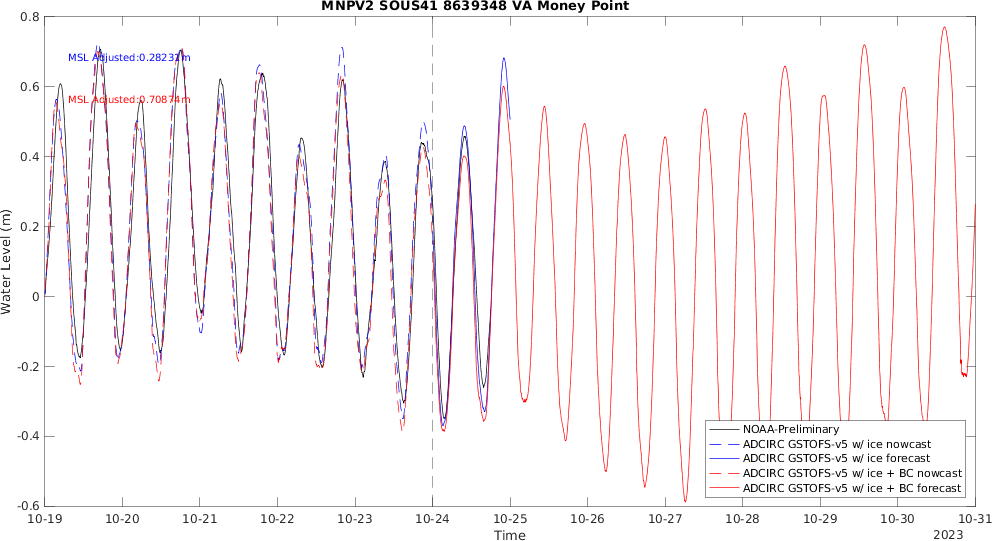 MNPV2 SOUS41 8639348 VA Money Point
0.8
0.6
0.4
0.2
0
-0.2
-0.4
-0.6
Water Level (m)
MSL Adjusted:0.28231m
MSL Adjusted:0.70874m
NOAA-Preliminary
ADCIRC GSTOFS-v5 w/ ice nowcast
ADCIRC GSTOFS-v5 w/ ice forecast
ADCIRC GSTOFS-v5 w/ ice + BC nowcast
ADCIRC GSTOFS-v5 w/ ice + BC forecast
10-19 10-20 10-21 10-22 10-23 10-24 10-25 10-26 10-27 10-28 10-29 10-30 10-31
Time
2023